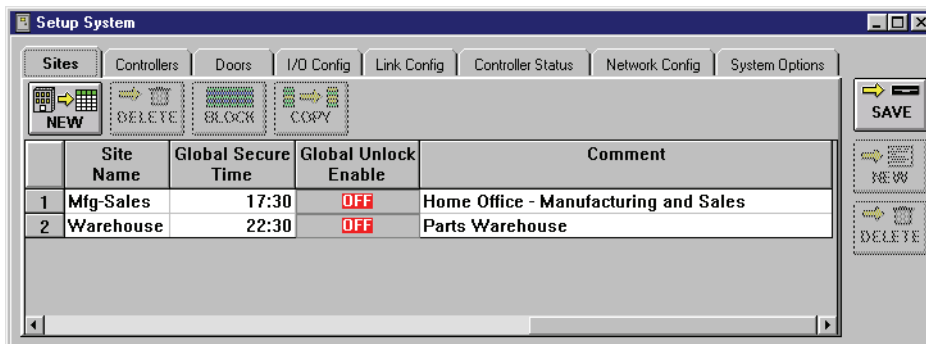 Setup System
Sites Controllers Doors I/O Config Link Config Controller Status Network Config System Options
NEW DELETE BLOCK COPY
SAVE
NEW
DELETE
Site Name Global Secure Time Global Unlock Enable Comment
1 Mfg-Sales 17:30 OFF Home Office - Manufacturing and Sales
2 Warehouse 22:30 OFF Parts Warehouse